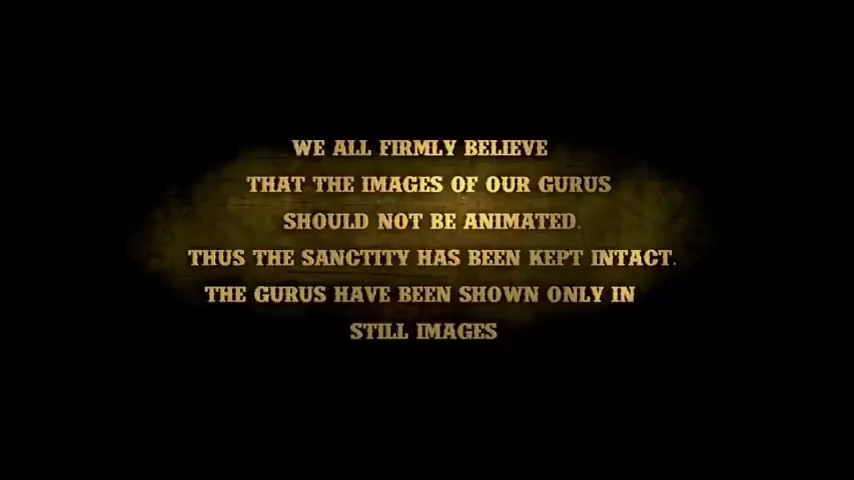 WE ALL FIRMLY BELIEVE
THAT THE IMAGES OF OUR GURUS
SHOULD NOT BE ANIMATED.
THUS THE SANCTITY HAS BEEN KEPT INTACT.
THE GURUS HAVE BEEN SHOWN ONLY IN
STILL IMAGES